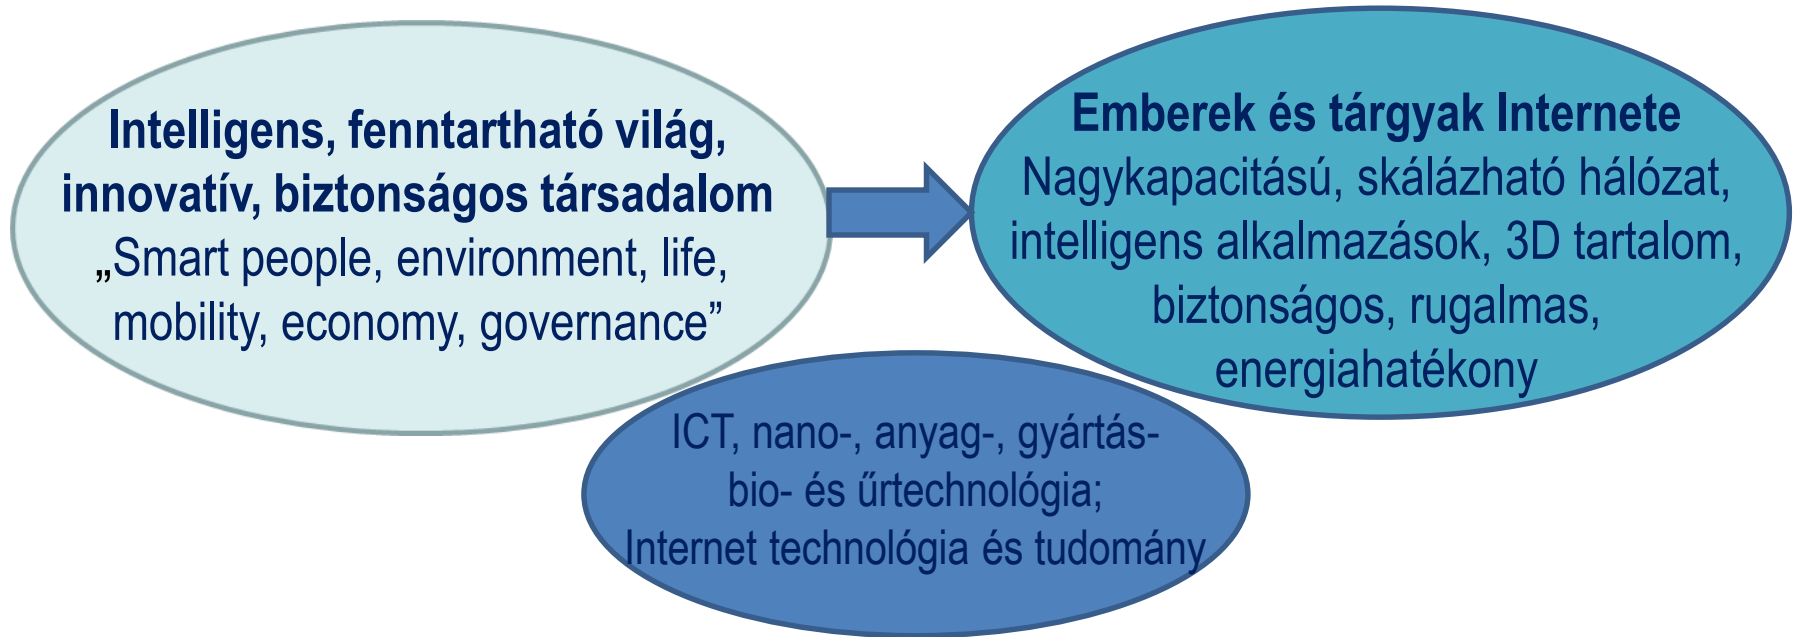 Intelligens, fenntartható világ,
innovatív, biztonságos társadalom
„Smart people, environment, life,
mobility, economy, governance”
Emberek és tárgyak Internete
Nagykapacitású, skálázható hálózat,
intelligens alkalmazások, 3D tartalom,
biztonságos, rugalmas,
energiahatékony
ICT, nano-, anyag-, gyártás-
bio- és űrtechnológia;
Internet technológia és tudomány